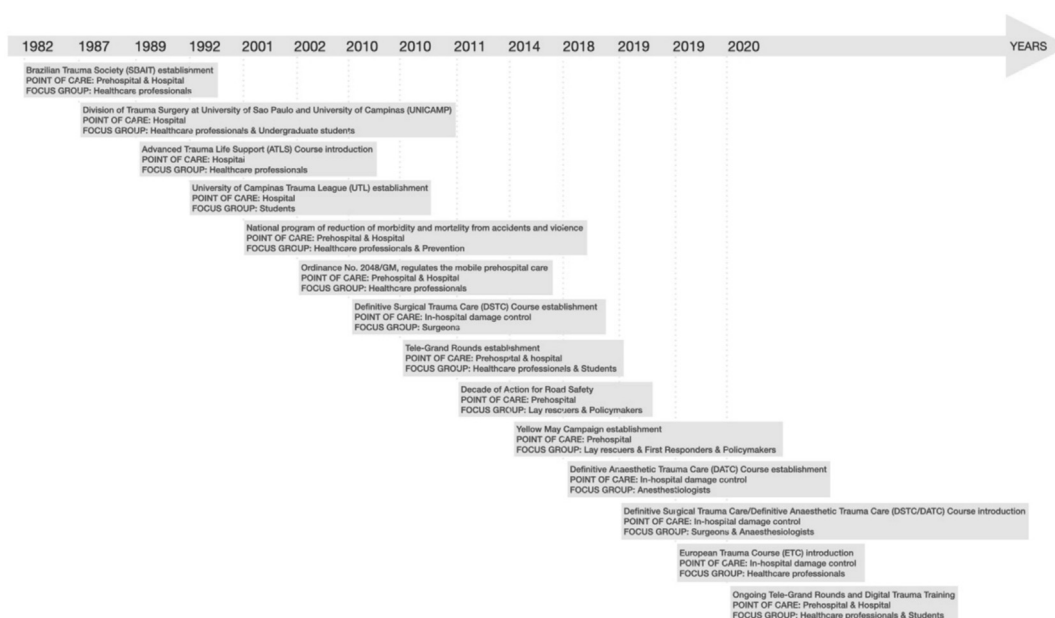 1982 1987 1989 1992 2001 2002 2010 2010 2011 2014 2018 2019 2019 2020 YEARS
Brazilian Trauma Society (SBAIT) establishment
POINT OF CARE: Prehospital & Hospital
FOCUS GROUP: Healthcare professionals
Division of Trauma Surgery at University of Sao Paulo and University of Campinas (UNICAMP)
POINT OF CARE: Hospital
FOCUS GROUP: Healthcare professionals & Undergraduate students
Advanced Trauma Life Support (ATLS) Course introduction
POINT OF CARE: Hospital
FOCUS GROUP: Healthcare professionals
University of Campinas Trauma League (UTL) establishment
POINT OF CARE: Hospital
FOCUS GROUP: Students
National program of reduction of morbidity and mortality from accidents and violence
POINT OF CARE: Prehospital & Hospital
FOCUS GROUP: Healthcare professionals & Prevention
Ordinance No. 2048/GM, regulates the mobile prehospital care
POINT OF CARE: Prehospital & Hospital
FOCUS GROUP: Healthcare professionals
Definitive Surgical Trauma Care (DSTC) Course establishment
POINT OF CARE: In-hospital damage control
FOCUS GROUP: Surgeons
Tele-Grand Rounds establishment
POINT OF CARE: Prehospital & hospital
FOCUS GROUP: Healthcare professionals & Students
Decade of Action for Road Safety
POINT OF CARE: Prehospital
FOCUS GROUP: Lay rescuers & Policymakers
Yellow May Campaign establishment
POINT OF CARE: Prehospital
FOCUS GROUP: Lay rescuers & First Responders & Policymakers
Definitive Anaesthetic Trauma Care (DATC) Course establishment
POINT OF CARE: In-hospital damage control
FOCUS GROUP: Anesthestiologists
Definitive Surgical Trauma Care/Definitive Anaesthetic Trauma Care (DSTC/DATC) Course introduction
POINT OF CARE: In-hospital damage control
FOCUS GROUP: Surgeons & Anaesthesiologists
European Trauma Course (ETC) introduction
POINT OF CARE: In-hospital damage control
FOCUS GROUP: Healthcare professionals
Ongoing Tele-Grand Rounds and Digital Trauma Training
POINT OF CARE: Prehospital & Hospital
FOCUS GROUP: Healthcare professionals & Students